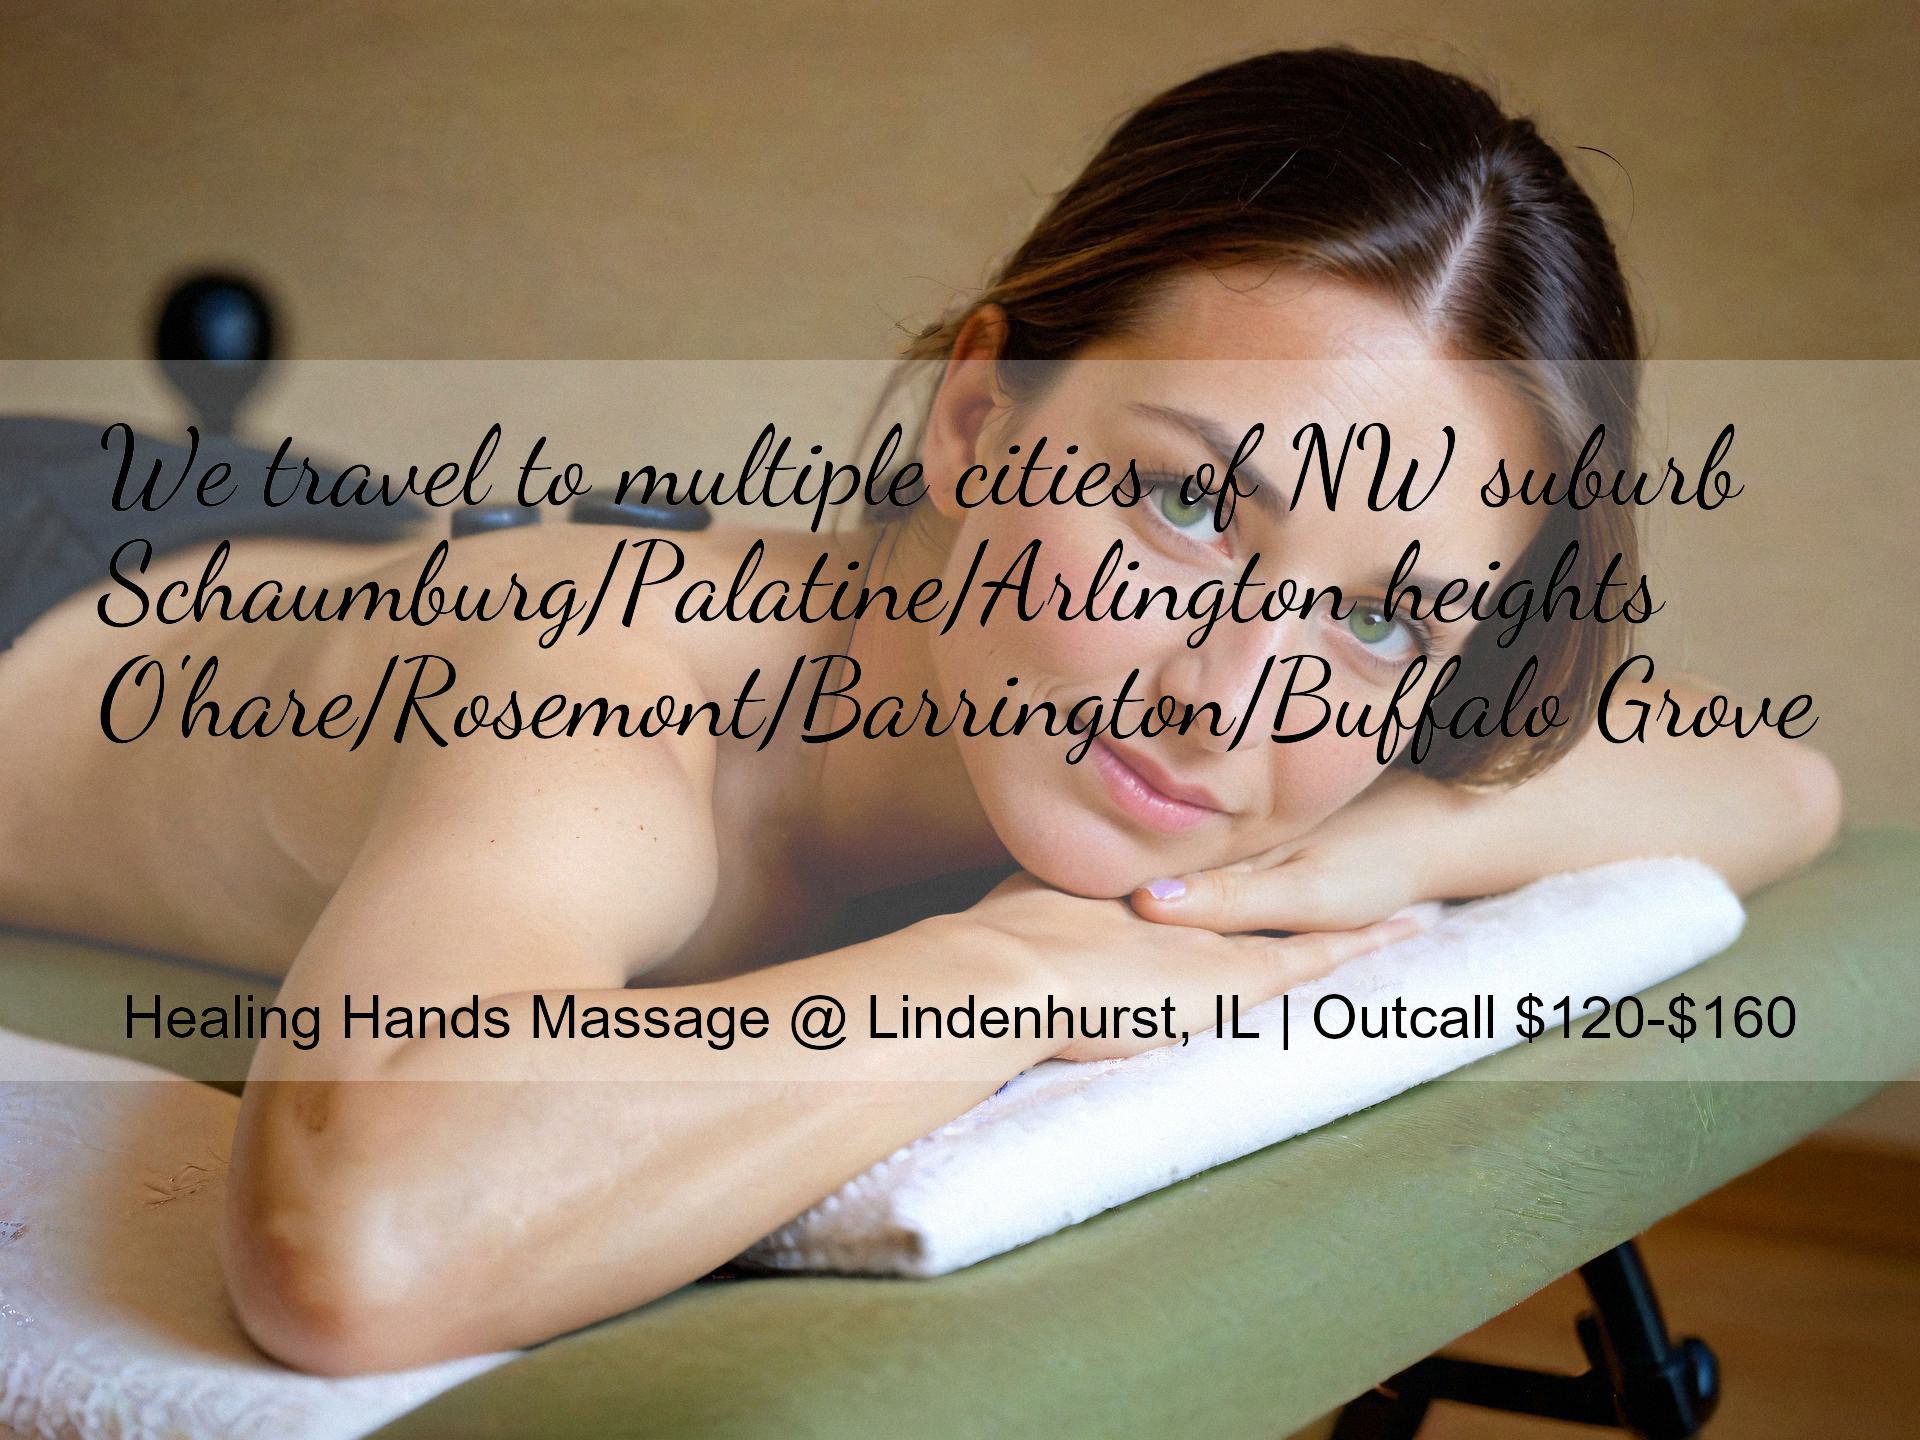 We travel to multiple cities of NW suburb
Schaumburg/Palatine/Arlington heights
O'hare/Rosemont/Barrington/Buffalo Grove
Healing Hands Massage @ Lindenhurst, IL | Outcall $120-$160